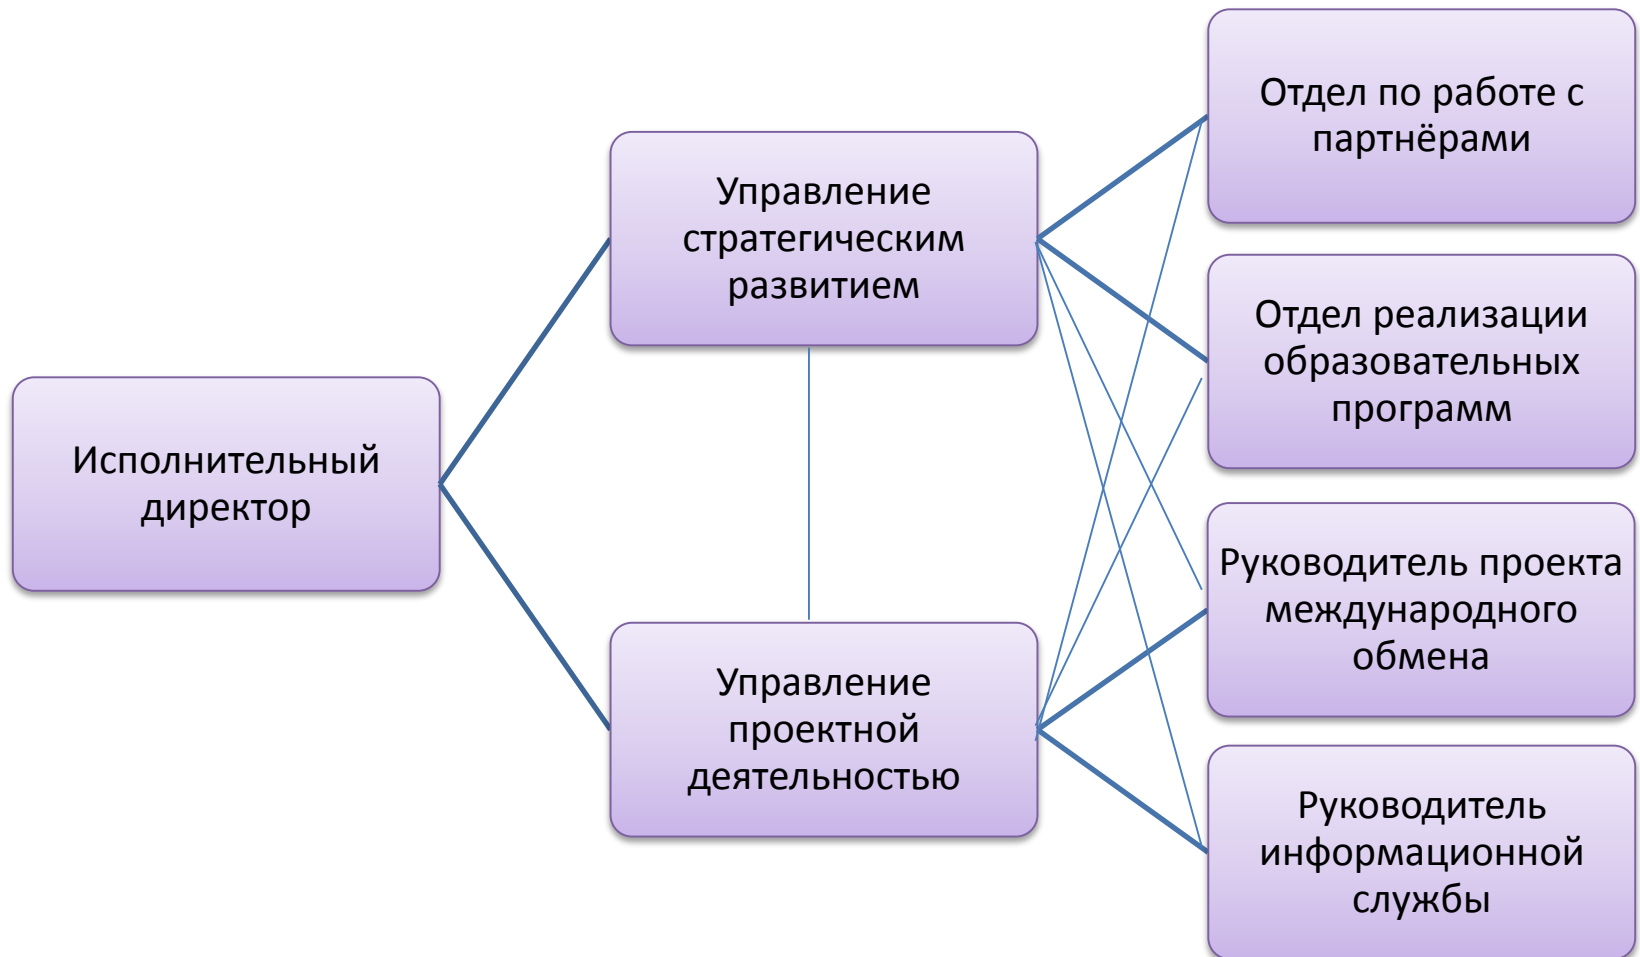 Исполнительный
директор
Управление
стратегическим
развитием
Управление
проектной
деятельностью
Отдел по работе с
партнёрами
Отдел реализации
образовательных
программ
Руководитель проекта
международного
обмена
Руководитель
информационной
службы